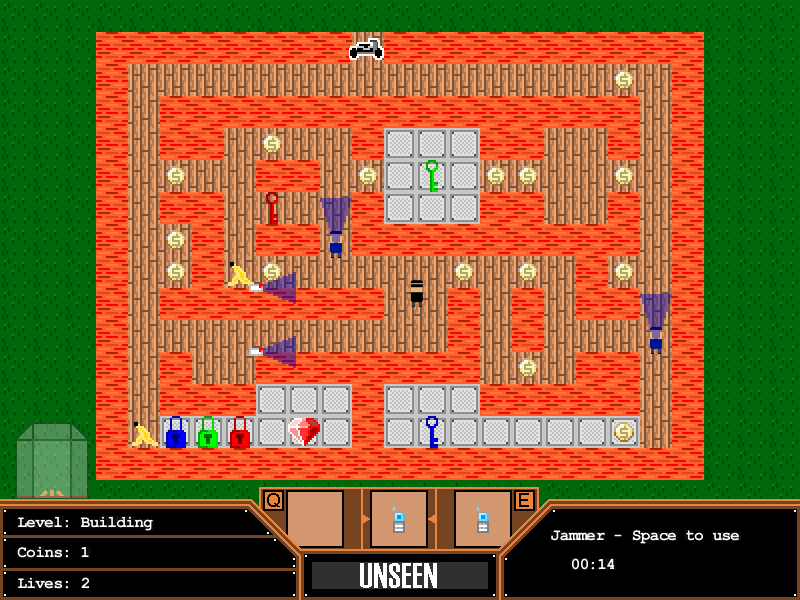 Q
E
Level: Building
Coins: 1
Lives: 2
UNSEEN
Jammer - Space to use
00:14